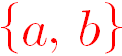 {a, b}